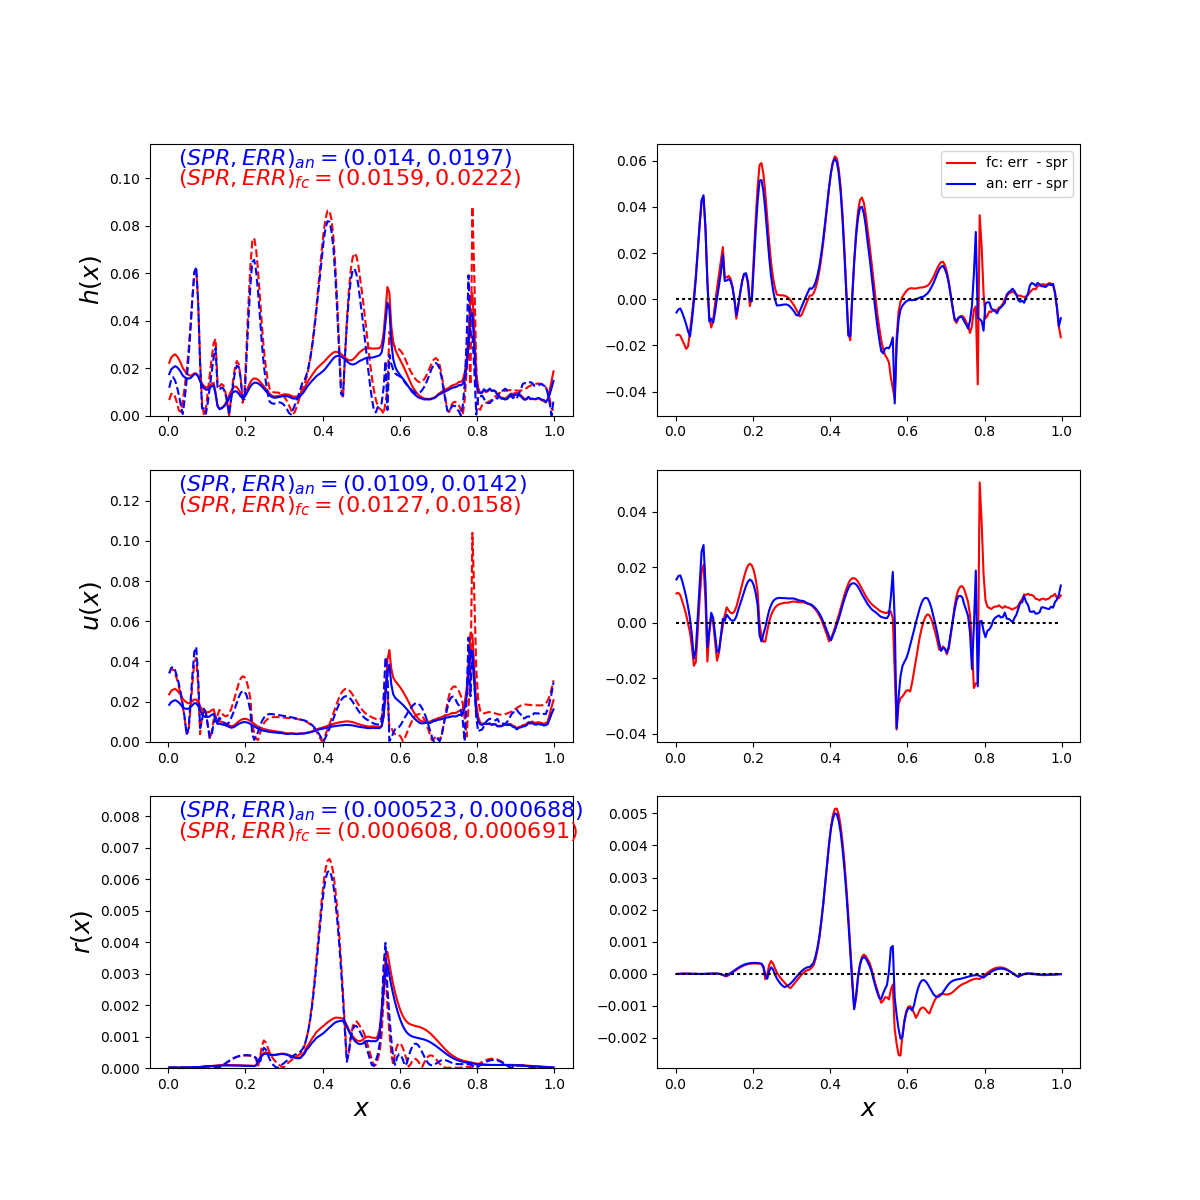 (SPR, ERR)an = (0.014, 0.0197)
(SPR, ERR)fc = (0.0159, 0.0222)
h(x)
0.10
0.08
0.06
0.04
0.02
0.00
0.0 0.2 0.4 0.6 0.8 1.0
fc: err - spr
an: err - spr
0.06
0.04
0.02
0.00
−0.02
−0.04
0.0 0.2 0.4 0.6 0.8 1.0
(SPR, ERR)an = (0.0109, 0.0142)
(SPR, ERR)fc = (0.0127, 0.0158)
u(x)
0.12
0.10
0.08
0.06
0.04
0.02
0.00
0.0 0.2 0.4 0.6 0.8 1.0
0.04
0.02
0.00
−0.02
−0.04
0.0 0.2 0.4 0.6 0.8 1.0
(SPR, ERR)an = (0.000523, 0.000688)
(SPR, ERR)fc = (0.000608, 0.000691)
r(x)
0.008
0.007
0.006
0.005
0.004
0.003
0.002
0.001
0.000
0.0 0.2 0.4 0.6 0.8 1.0
x
0.005
0.004
0.003
0.002
0.001
0.000
−0.001
−0.002
0.0 0.2 0.4 0.6 0.8 1.0
x